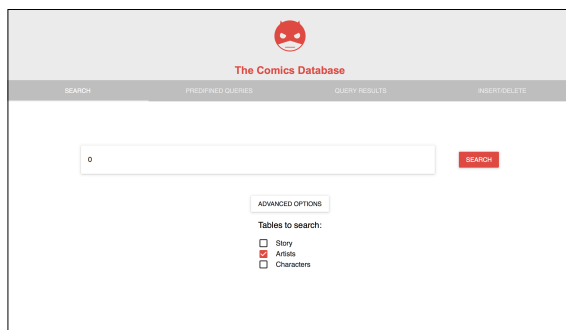 The Comics Database
SEARCH PREDIFINED QUERIES QUERY RESULTS INSERT/DELETE
0 SEARCH
ADVANCED OPTIONS
Tables to search:
Story
Artists
Characters